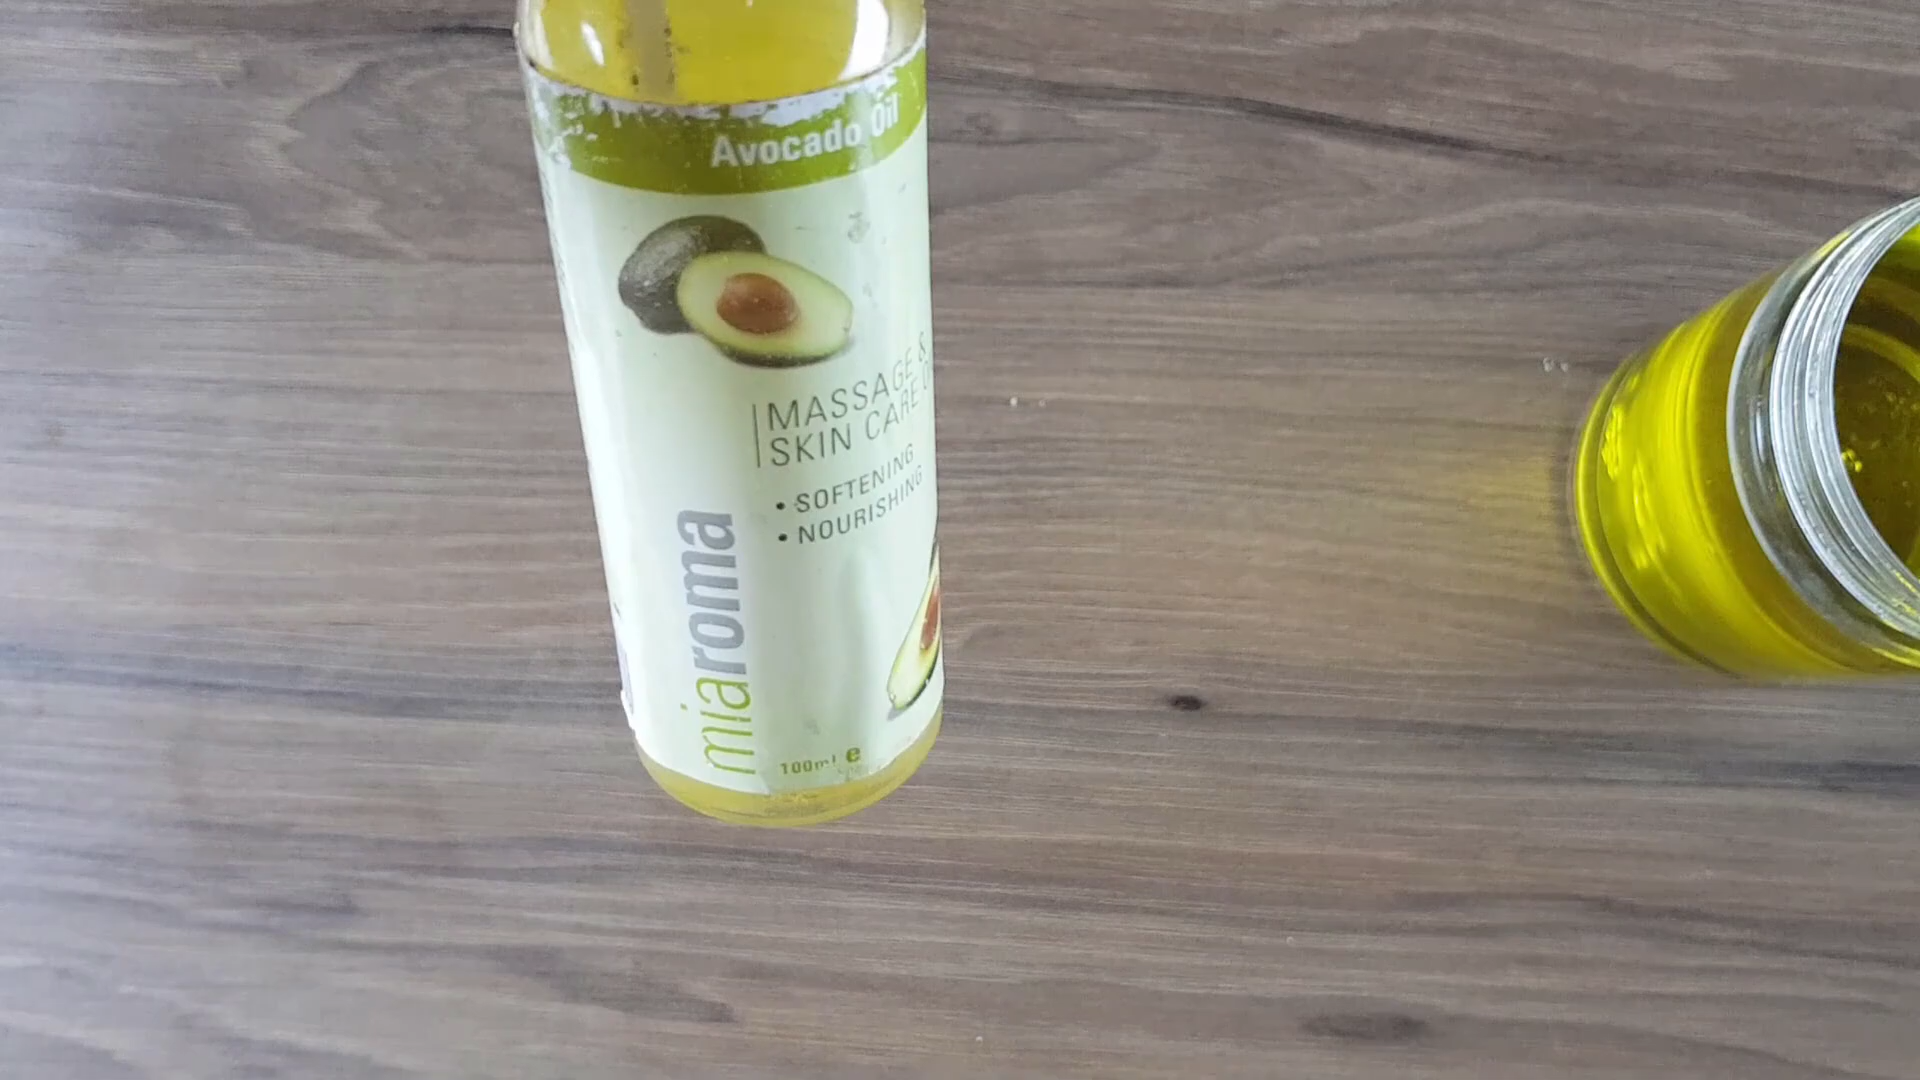 Avocado Oil
MASSAGE &
SKIN CARE
• SOFTENING
• NOURISHING
miaroma
100ml e